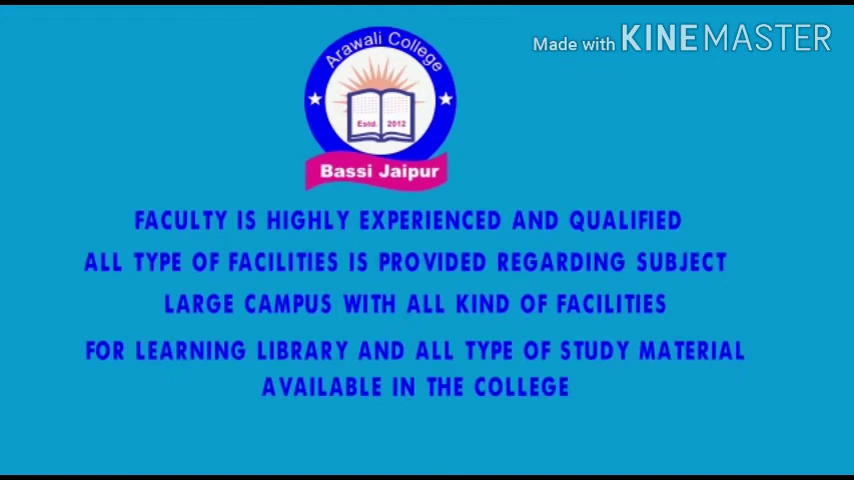 Made with KINEMASTER
Arawali College
Estd. 2012
Bassi Jaipur
FACULTY IS HIGHLY EXPERIENCED AND QUALIFIED
ALL TYPE OF FACILITIES IS PROVIDED REGARDING SUBJECT
LARGE CAMPUS WITH ALL KIND OF FACILITIES
FOR LEARNING LIBRARY AND ALL TYPE OF STUDY MATERIAL
AVAILABLE IN THE COLLEGE